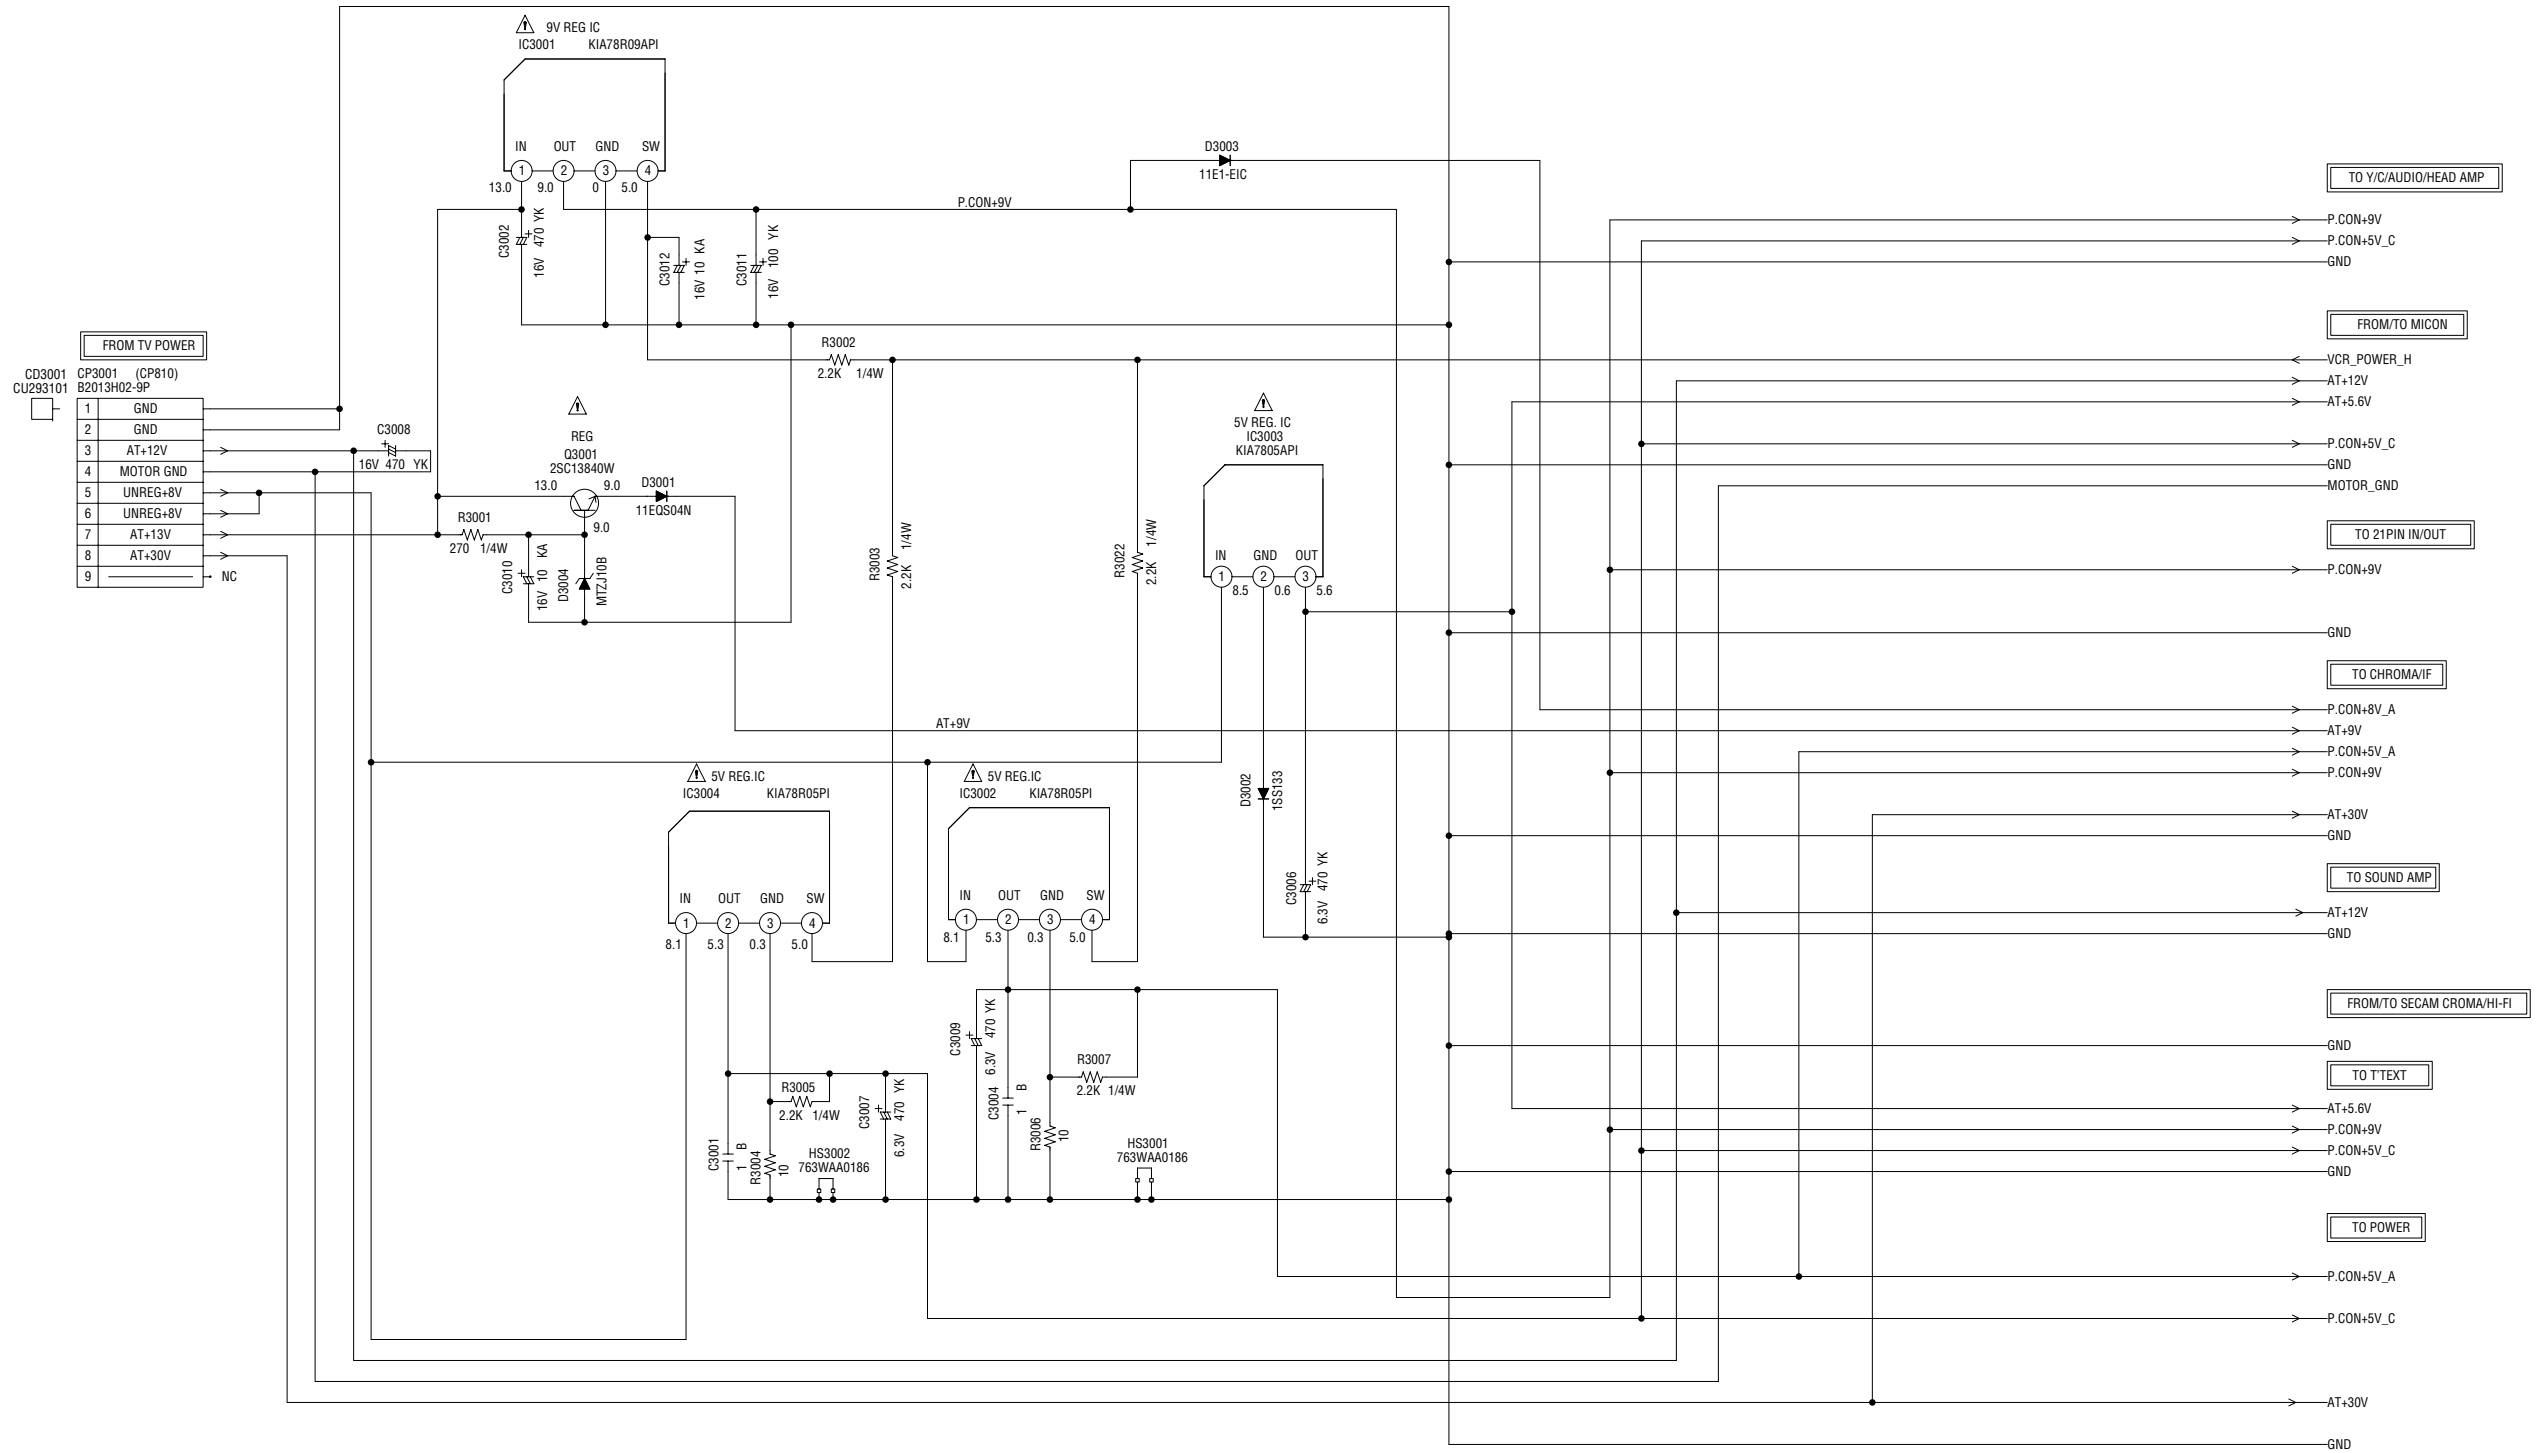 9V REG IC
IC3001 KIA78R09API
IN OUT GND SW
1 2 3 4
13.0 9.0 0 5.0
C3002
16V 470 YK
C3012
16V 10 KA
C3011
16V 100 YK
P.CON+9V
D3003
11E1-EIC
R3002
2.2K 1/4W
FROM TV POWER
CD3001
CU293101
CP3001 (CP810)
B2013H02-9P
1 GND
2 GND
3 AT+12V
4 MOTOR GND
5 UNREG+8V
6 UNREG+8V
7 AT+13V
8 AT+30V
9 NC
C3008
16V 470 YK
REG
Q3001
2SC13840W
13.0 9.0
9.0
D3001
11EQS04N
R3001
270 1/4W
C3010
16V 10 KA
D3004
MTZJ10B
R3003
2.2K 1/4W
R3022
2.2K 1/4W
5V REG. IC
IC3003
KIA7805API
IN GND OUT
1 2 3
8.5 0.6 5.6
AT+9V
5V REG.IC
IC3004 KIA78R05PI
IN OUT GND SW
1 2 3 4
8.1 5.3 0.3 5.0
5V REG.IC
IC3002 KIA78R05PI
IN OUT GND SW
1 2 3 4
8.1 5.3 0.3 5.0
D3002
1SS133
C3006
6.3V 470 YK
C3009
6.3V 470 YK
C3004
1 B
R3007
2.2K 1/4W
R3006
10
HS3001
763WAA0186
R3005
2.2K 1/4W
C3007
6.3V 470 YK
C3001
1 B
R3004
10
HS3002
763WAA0186
TO Y/C/AUDIO/HEAD AMP
P.CON+9V
P.CON+5V_C
GND
FROM/TO MICON
VCR_POWER_H
AT+12V
AT+5.6V
P.CON+5V_C
GND
MOTOR_GND
TO 21PIN IN/OUT
P.CON+9V
GND
TO CHROMA/IF
P.CON+8V_A
AT+9V
P.CON+5V_A
P.CON+9V
AT+30V
GND
TO SOUND AMP
AT+12V
GND
FROM/TO SECAM CROMA/HI-FI
GND
TO T'TEXT
AT+5.6V
P.CON+9V
P.CON+5V_C
GND
TO POWER
P.CON+5V_A
P.CON+5V_C
AT+30V
GND